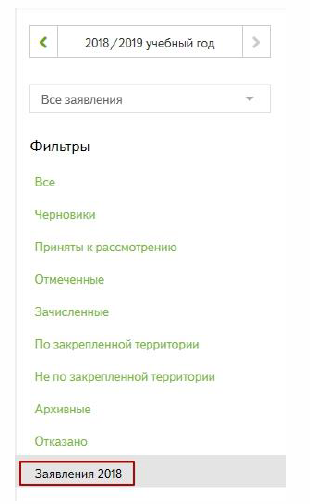 2018/2019 учебный год
Все заявления
Фильтры
Все
Черновики
Приняты к рассмотрению
Отмеченные
Зачисленные
По закрепленной территории
Не по закрепленной территории
Архивные
Отказано
Заявления 2018